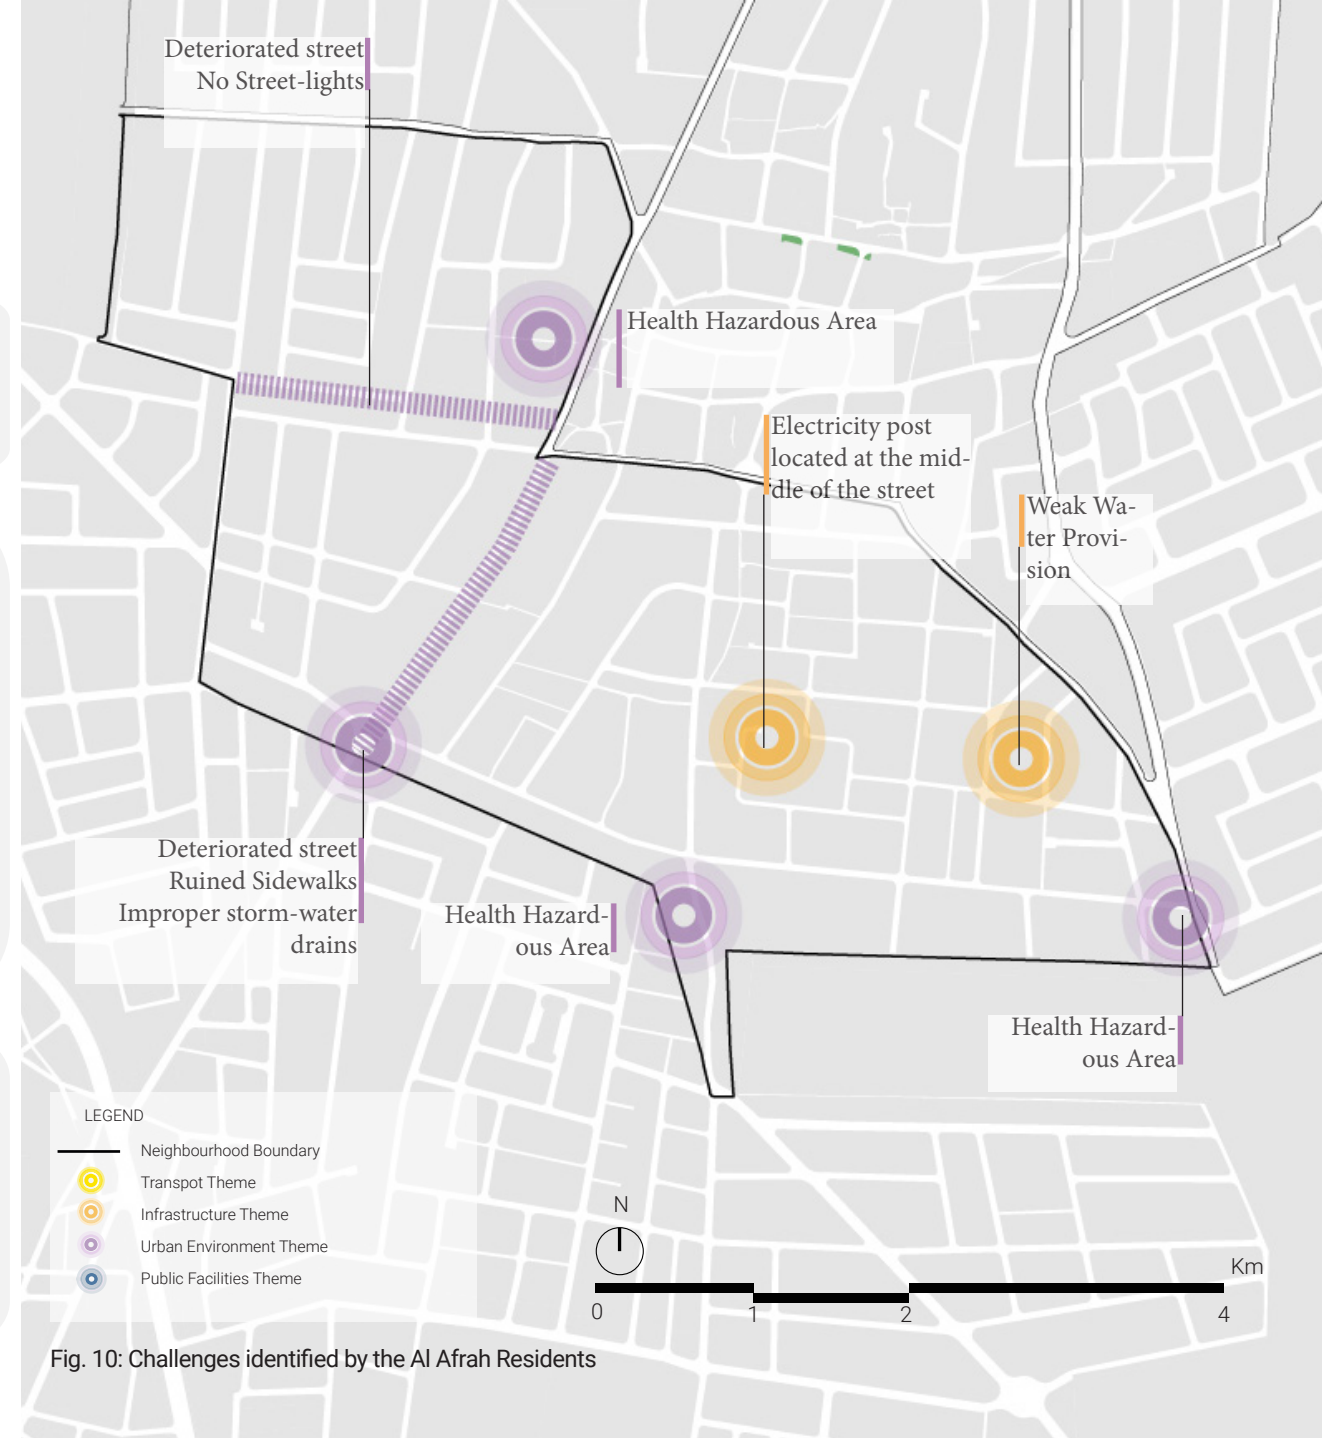 Deteriorated street
No Street-lights
Health Hazardous Area
Electricity post
located at the mid-
dle of the street
Weak Wa-
ter Provi-
sion
Deteriorated street
Ruined Sidewalks
Improper storm-water
drains
Health Hazard-
ous Area
Health Hazard-
ous Area
LEGEND
Neighbourhood Boundary
Transpot Theme
Infrastructure Theme
Urban Environment Theme
Public Facilities Theme
N
Km
0 1 2 4
Fig. 10: Challenges identified by the Al Afrah Residents